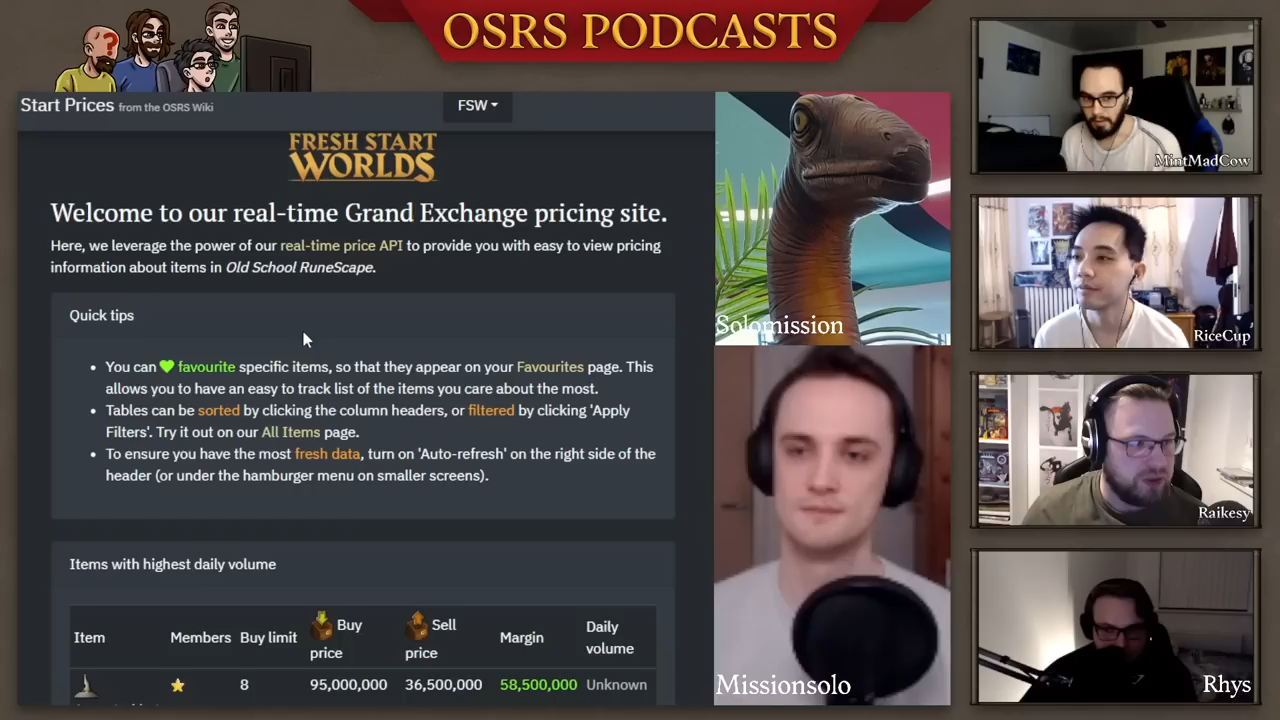 OSRS PODCASTS
Start Prices from the OSRS Wiki
FSW
FRESH START
WORLDS
Welcome to our real-time Grand Exchange pricing site.
Here, we leverage the power of our real-time price API to provide you with easy to view pricing
information about items in Old School RuneScape.
Quick tips
• You can favourite specific items, so that they appear on your Favourites page. This
allows you to have an easy to track list of the items you care about the most.
• Tables can be sorted by clicking the column headers, or filtered by clicking 'Apply
Filters'. Try it out on our All Items page.
• To ensure you have the most fresh data, turn on 'Auto-refresh' on the right side of the
header (or under the hamburger menu on smaller screens).
Items with highest daily volume
Item Members Buy limit Buy price Sell price Margin Daily volume
8 95,000,000 36,500,000 58,500,000 Unknown
Solomission
Missionsolo
MintMadCow
RiceCup
Raikesy
Rhys